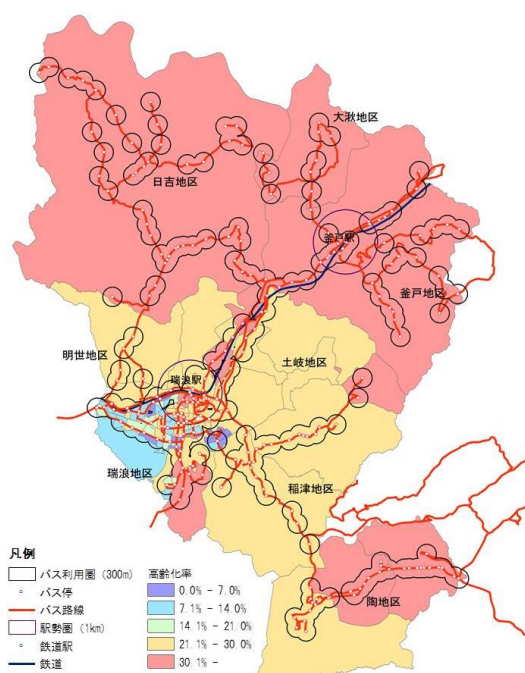 大湫地区
日吉地区
釜戸駅
釜戸地区
明世地区
土岐地区
瑞浪駅
瑞浪地区
稲津地区
陶地区
凡例
バス利用圏 (300m)
バス停
バス路線
駅勢圏 (1km)
鉄道駅
鉄道
高齢化率
0.0% - 7.0%
7.1% - 14.0%
14.1% - 21.0%
21.1% - 30.0%
30.1% -